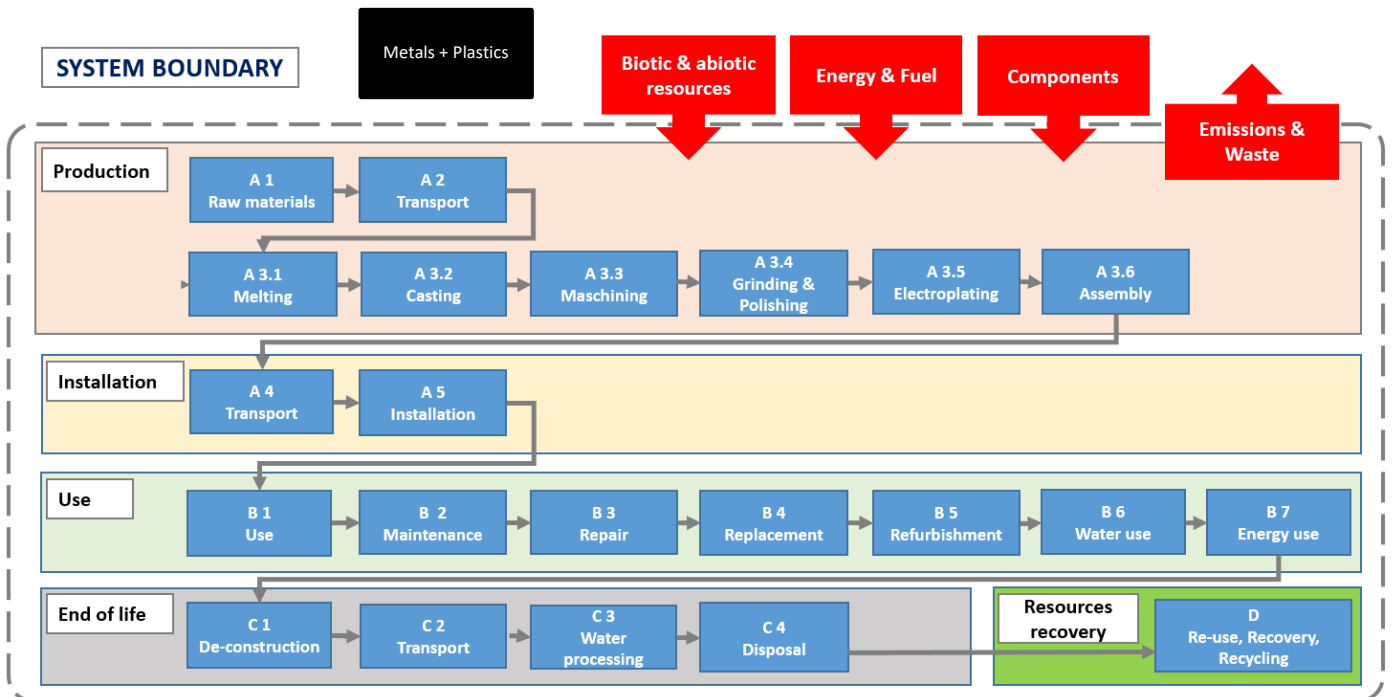 Metals + Plastics
SYSTEM BOUNDARY
Biotic & abiotic
resources
Energy & Fuel
Components
Emissions &
Waste
Production
A 1
Raw materials
A 2
Transport
A 3.1
Melting
A 3.2
Casting
A 3.3
Maschining
A 3.4
Grinding &
Polishing
A 3.5
Electroplating
A 3.6
Assembly
Installation
A 4
Transport
A 5
Installation
Use
B 1
Use
B 2
Maintenance
B 3
Repair
B 4
Replacement
B 5
Refurbishment
B 6
Water use
B 7
Energy use
End of life
C 1
De-construction
C 2
Transport
C 3
Water
processing
C 4
Disposal
Resources
recovery
D
Re-use, Recovery,
Recycling